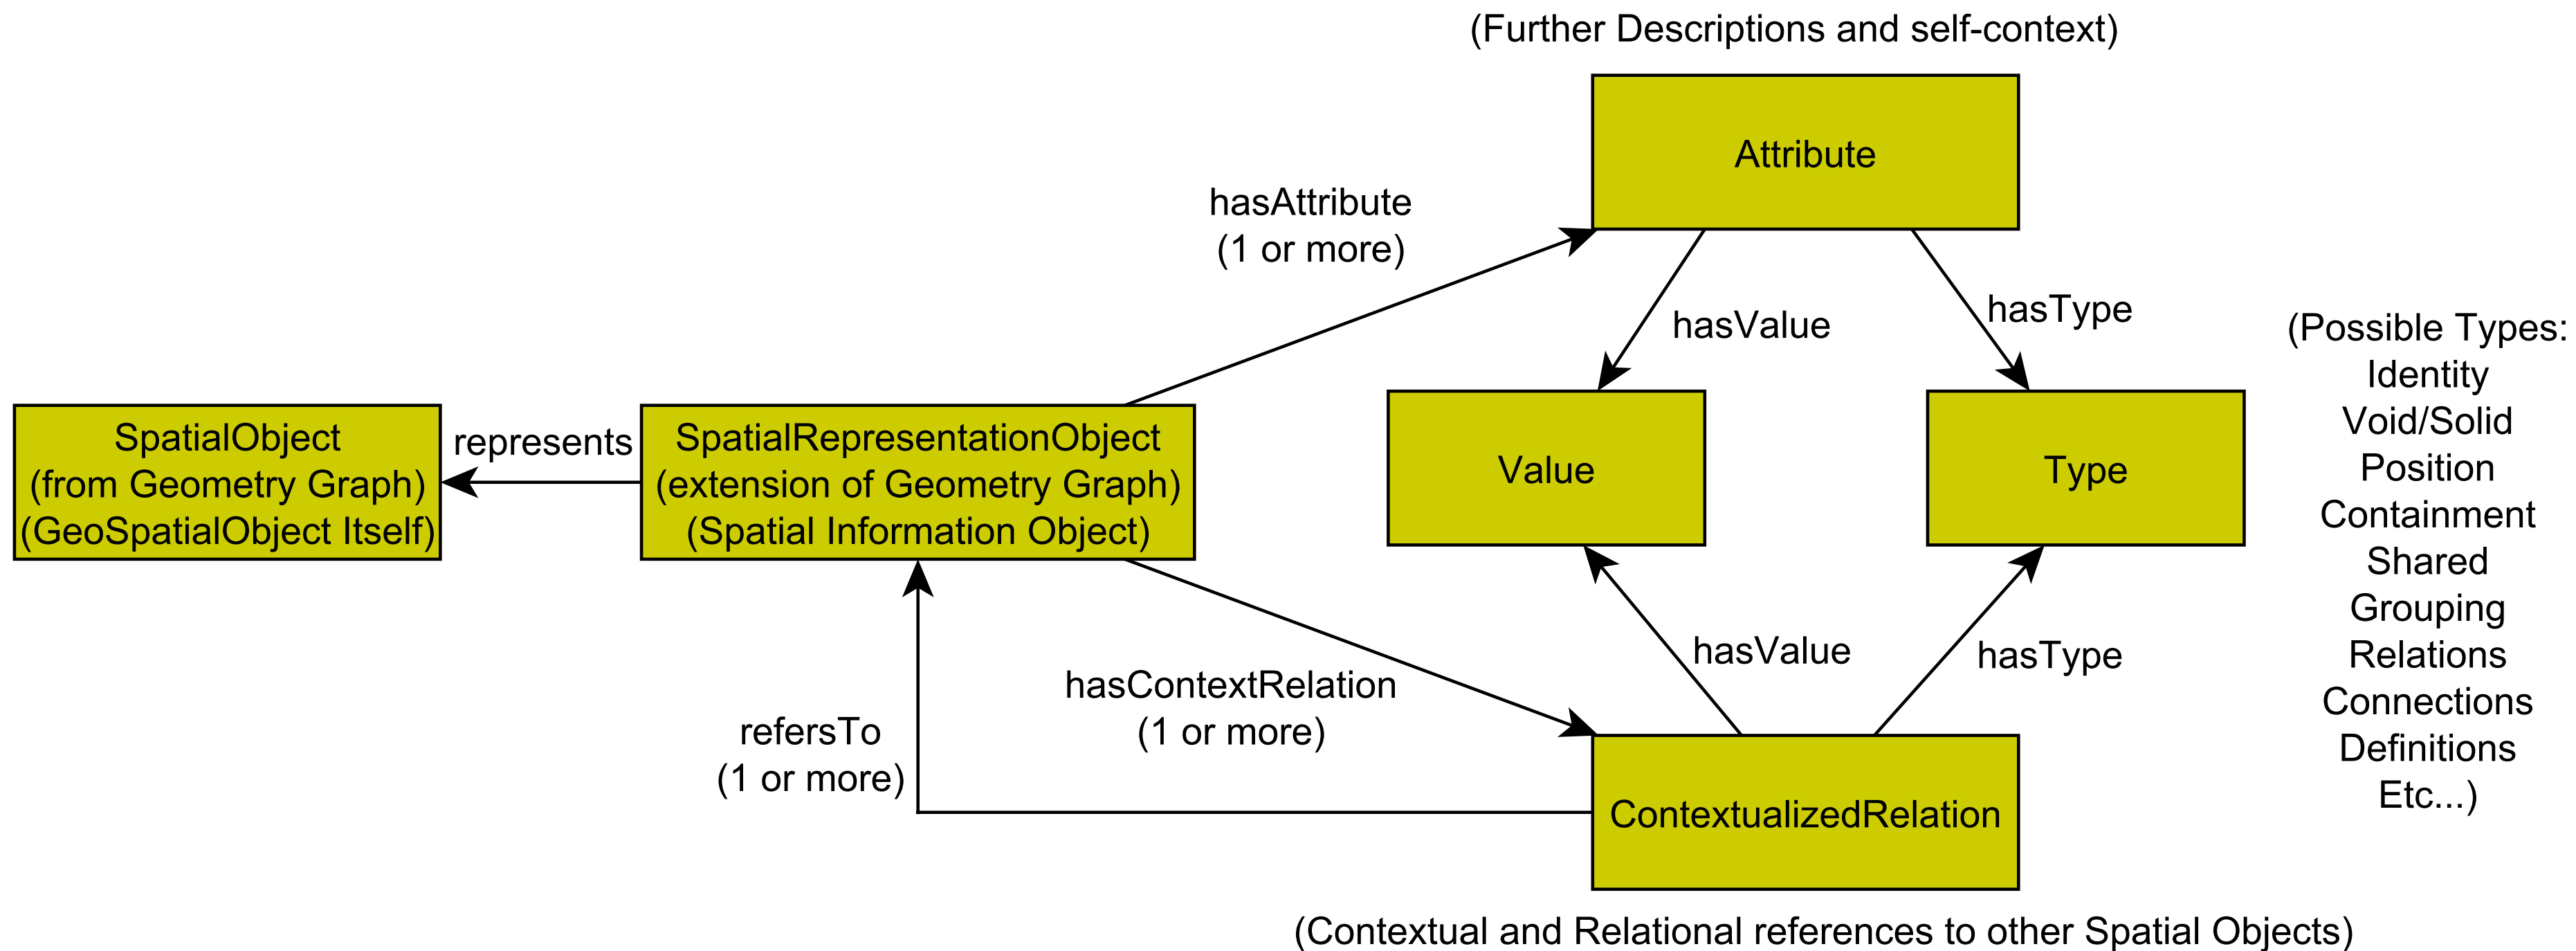 (Further Descriptions and self-context)
Attribute
hasAttribute
(1 or more)
hasValue
hasType
SpatialObject
(from Geometry Graph)
(GeoSpatialObject Itself)
represents
SpatialRepresentationObject
(extension of Geometry Graph)
(Spatial Information Object)
Value
Type
(Possible Types:
Identity
Void/Solid
Position
Containment
Shared
Grouping
Relations
Connections
Definitions
Etc...)
hasValue
hasType
hasContextRelation
(1 or more)
refersTo
(1 or more)
ContextualizedRelation
(Contextual and Relational references to other Spatial Objects)